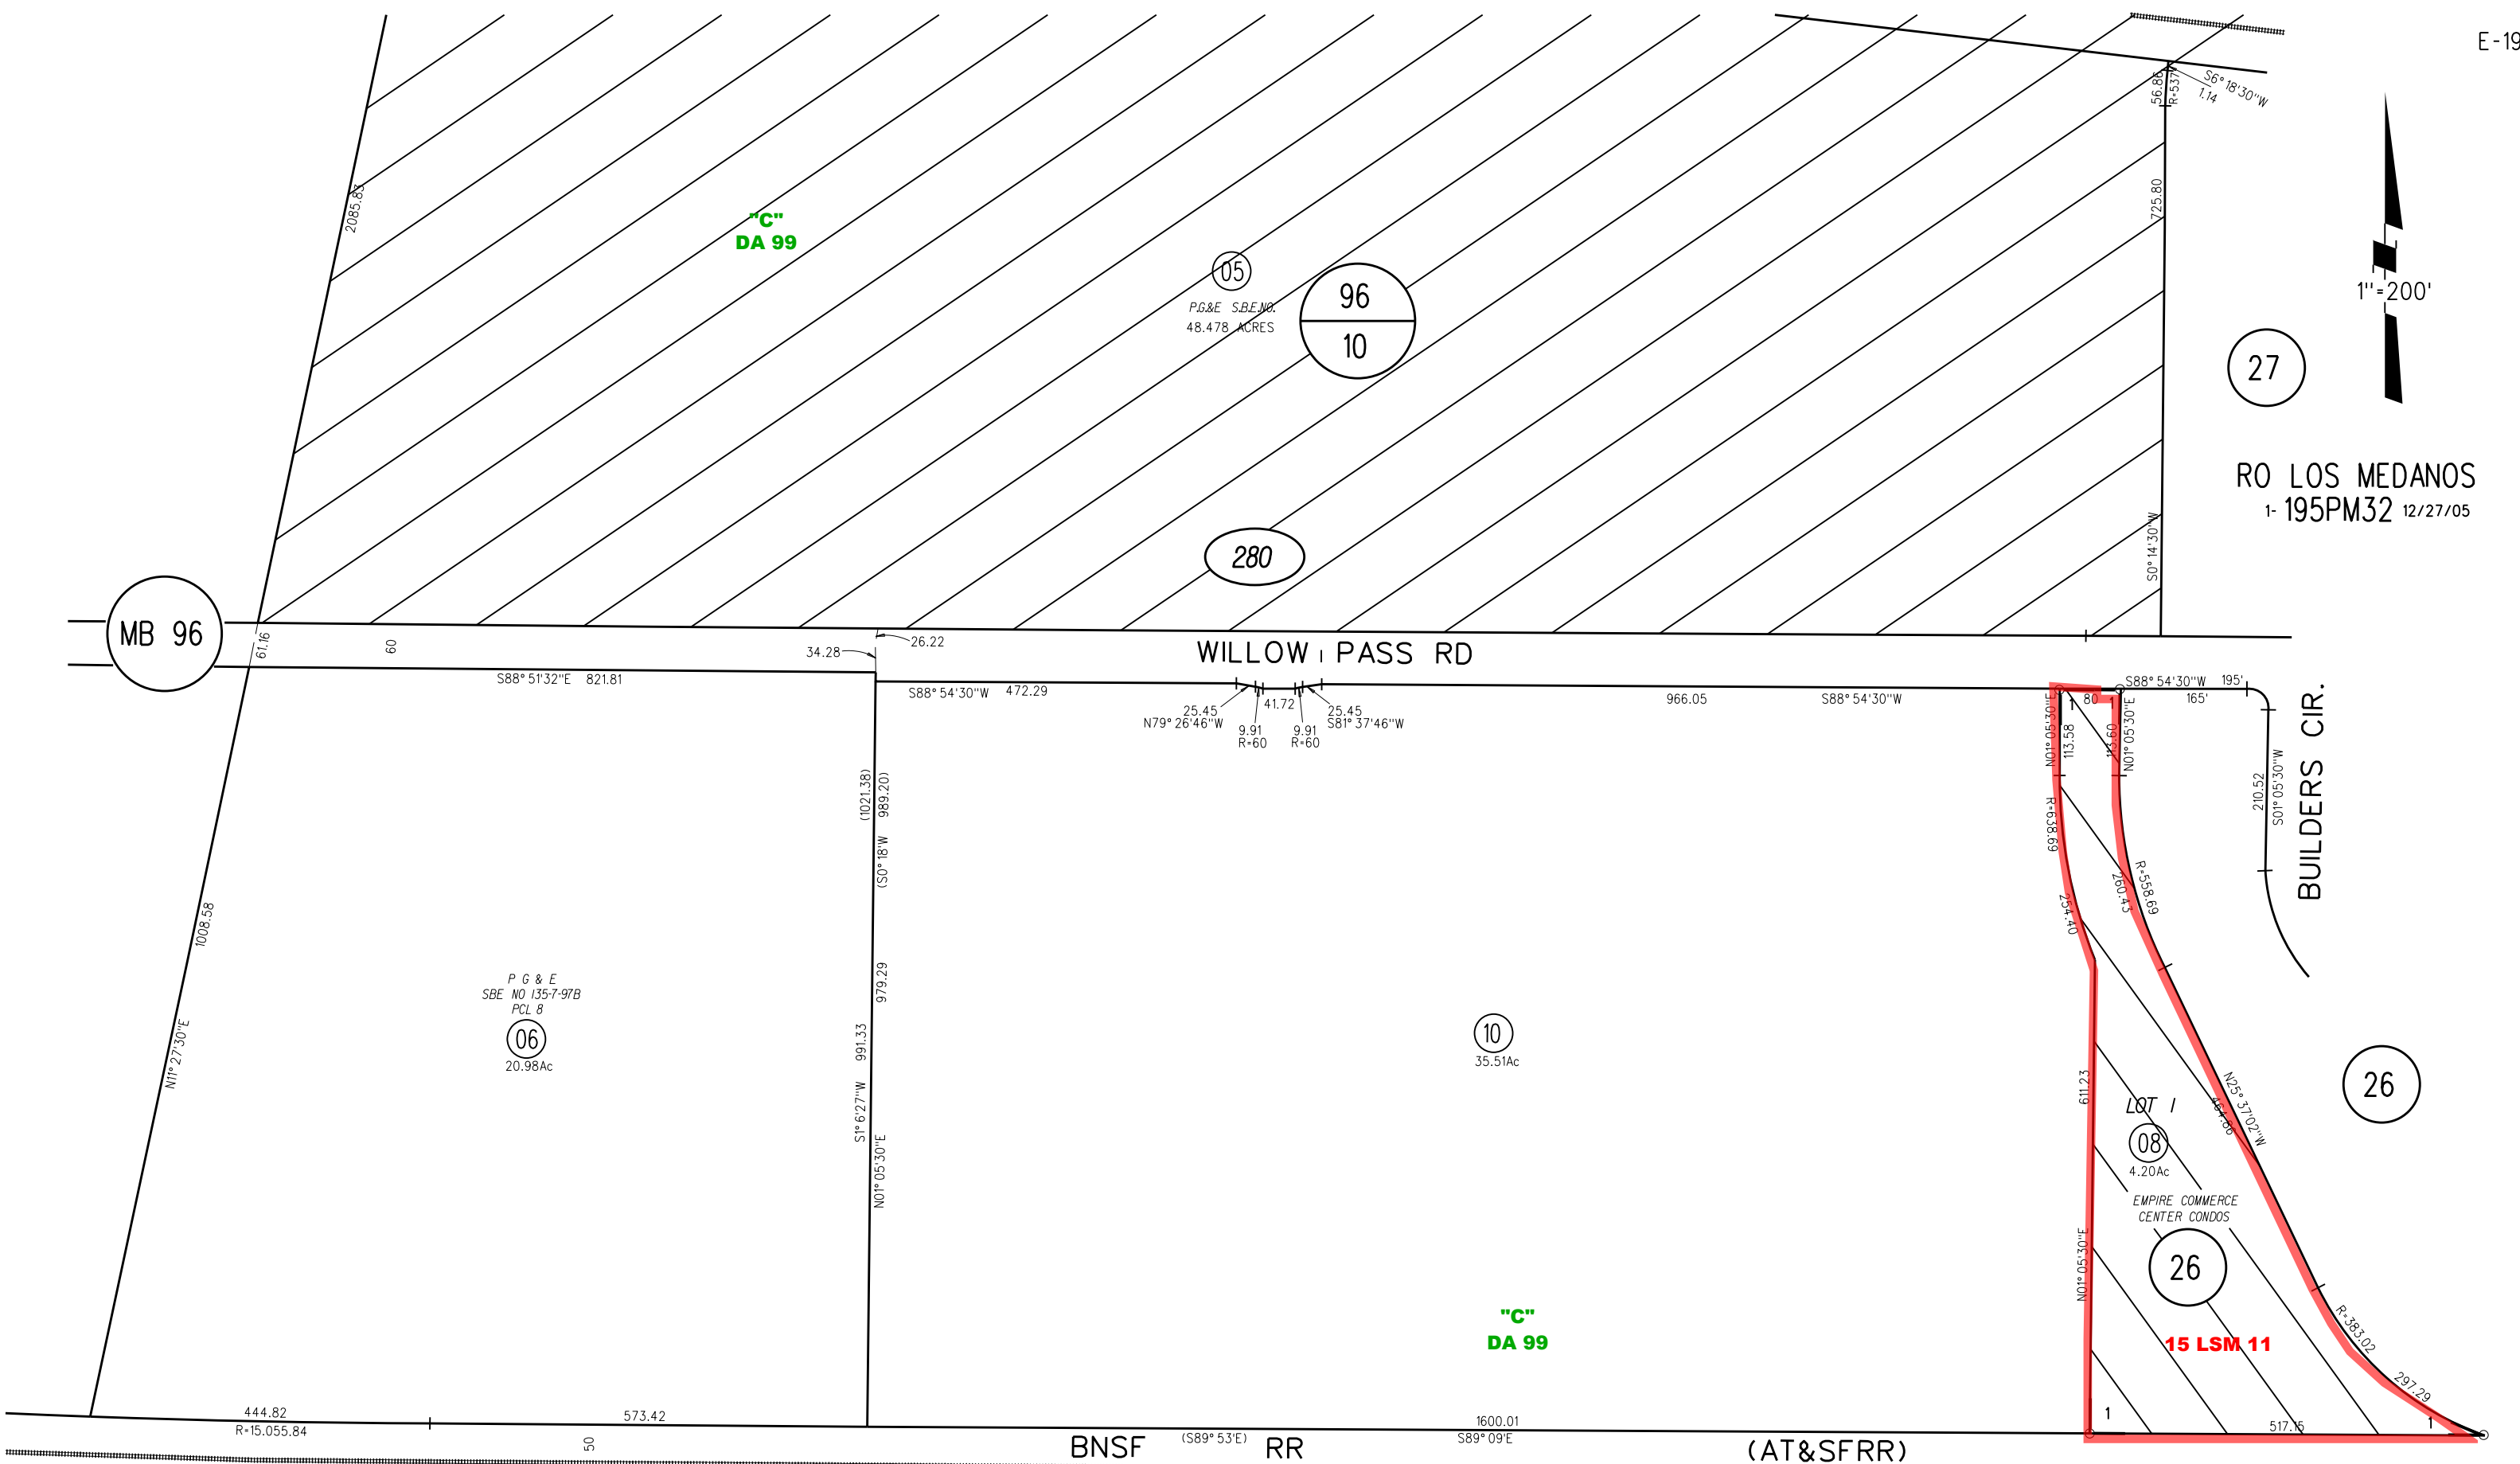 E-19
S6°18'30"W
1.14
56.86
R=537
2085.83
725.80
"C"
DA 99
05
P.G.&E S.B.E.NO.
48.478 ACRES
96
10
1"=200'
27
RO LOS MEDANOS
1- 195PM32 12/27/05
S0°14'30"W
280
MB 96
61.16
60
34.28
26.22
WILLOW PASS RD
S88°51'32"E 821.81
S88°54'30"W 472.29
25.45
N79°26'46"W
9.91
R=60
41.72
9.91
R=60
25.45
S81°37'46"W
966.05
S88°54'30"W
80
S88°54'30"W 195'
165'
1
1
N01°05'30"E
113.58
113.60
N01°05'30"E
210.52
S01°05'30"W
BUILDERS CIR.
(1021.38)
(S0°18'W 989.20)
R=638.69
254.40
R=558.69
260.43
1008.58
N11°27'30"E
P G & E
SBE NO 135-7-97B
PCL 8
06
20.98Ac
979.29
S1°6'27"W 991.33
N01°05'30"E
10
35.51Ac
611.23
N01°05'30"E
LOT 1
08
4.20Ac
N25°37'02"W
464.66
26
EMPIRE COMMERCE
CENTER CONDOS
26
"C"
DA 99
15 LSM 11
R=383.02
297.29
444.82
R=15.055.84
573.42
50
1600.01
(S89°53'E)
S89°09'E
1
517.15
1
BNSF RR (AT&SFRR)